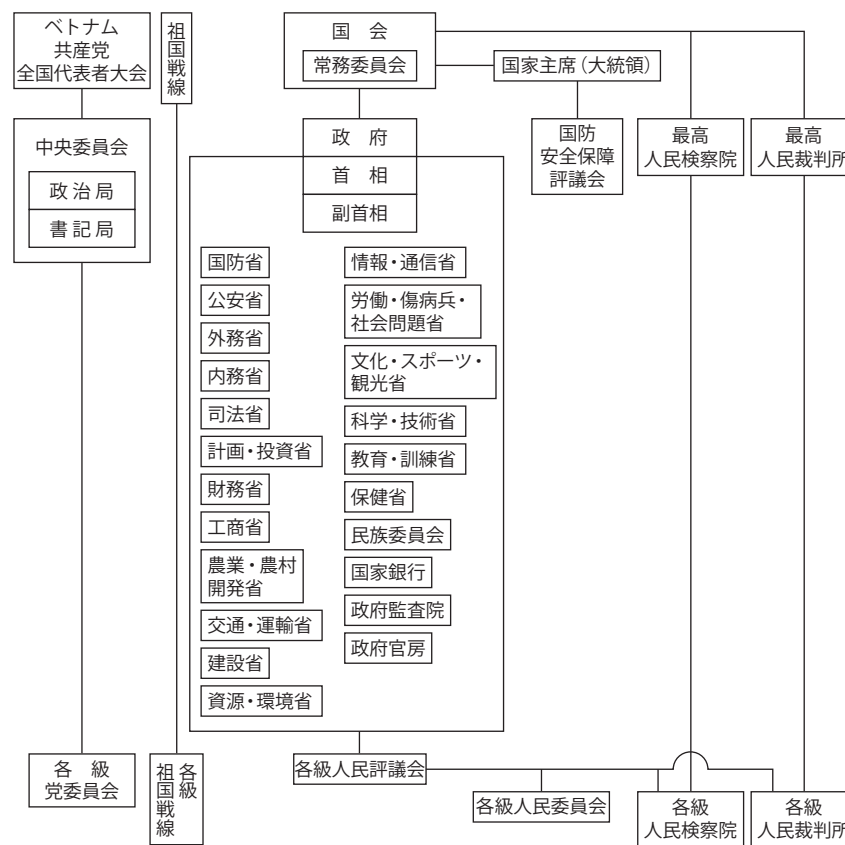 ベトナム
共産党
全国代表者大会
祖国戦線
国　会
常務委員会
国家主席（大統領）
中央委員会
政 治 局
書 記 局
政　府
首　相
副首相
国防
安全保障
評議会
最高
人民検察院
最高
人民裁判所
国防省
公安省
外務省
内務省
司法省
計画・投資省
財務省
工商省
農業・農村
開発省
交通・運輸省
建設省
資源・環境省
情報・通信省
労働・傷病兵・
社会問題省
文化・スポーツ・
観光省
科学・技術省
教育・訓練省
保健省
民族委員会
国家銀行
政府監査院
政府官房
各　級
党委員会
各級
祖国戦線
各級人民評議会
各級人民委員会
各級
人民検察院
各級
人民裁判所